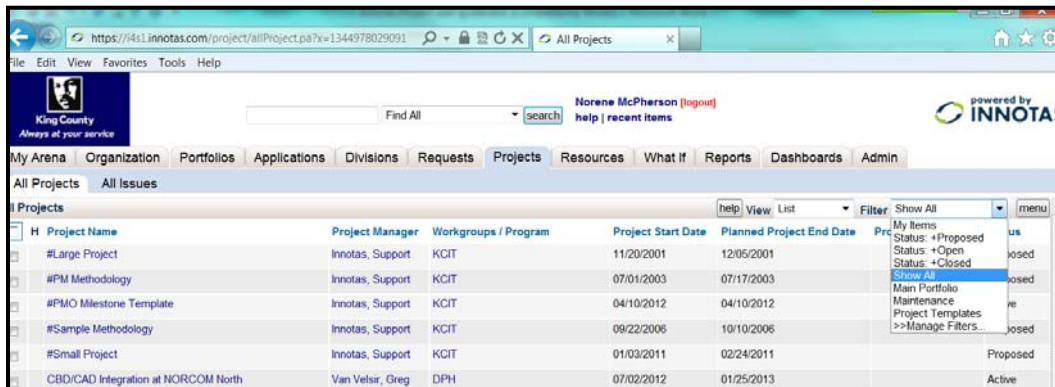 https://i4s1.innotas.com/project/allProject.pa?x=1344978029091 All Projects
File Edit View Favorites Tools Help
King County
Always at your service
Find All search
Norene McPherson [logout]
help | recent items
powered by
INNOTAS
My Arena Organization Portfolios Applications Divisions Requests Projects Resources What If Reports Dashboards Admin
All Projects All Issues
ll Projects help View List Filter Show All menu
H Project Name Project Manager Workgroups / Program Project Start Date Planned Project End Date Pro us
My Items
Status: +Proposed
Status: +Open
Status: +Closed
Show All
Main Portfolio
Maintenance
Project Templates
>>Manage Filters...
#Large Project Innotas, Support KCIT 11/20/2001 12/05/2001 posed
#PM Methodology Innotas, Support KCIT 07/01/2003 07/17/2003 posed
#PMO Milestone Template Innotas, Support KCIT 04/10/2012 04/10/2012 ve
#Sample Methodology Innotas, Support KCIT 09/22/2006 10/10/2006 posed
#Small Project Innotas, Support KCIT 01/03/2011 02/24/2011 Proposed
CBD/CAD Integration at NORCOM North Van Velsir, Greg DPH 07/02/2012 01/25/2013 Active